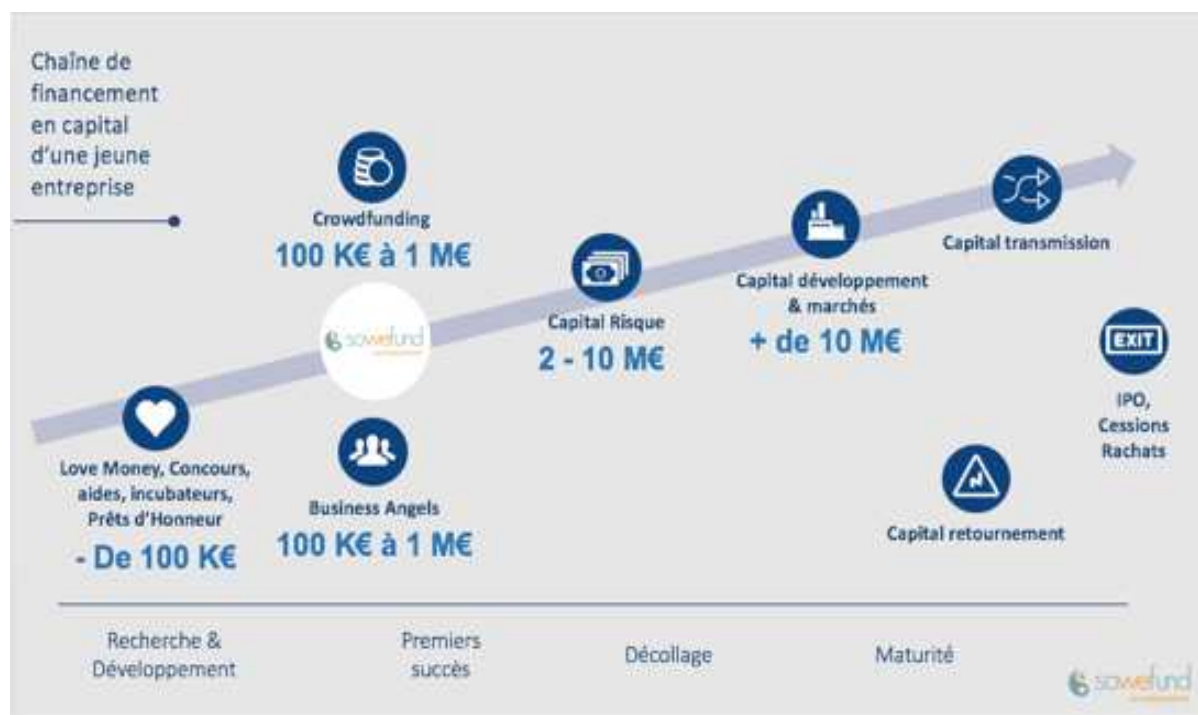 Chaîne de
financement
en capital
d'une jeune
entreprise
Crowdfunding
100 K€ à 1 M€
sowefund
Love Money, Concours,
aides, incubateurs,
Prêts d'Honneur
- De 100 K€
Business Angels
100 K€ à 1 M€
Capital Risque
2 - 10 M€
Capital développement
& marchés
+ de 10 M€
Capital transmission
EXIT
IPO,
Cessions
Rachats
Capital retournement
Recherche &
Développement
Premiers
succès
Décollage
Maturité
sowefund